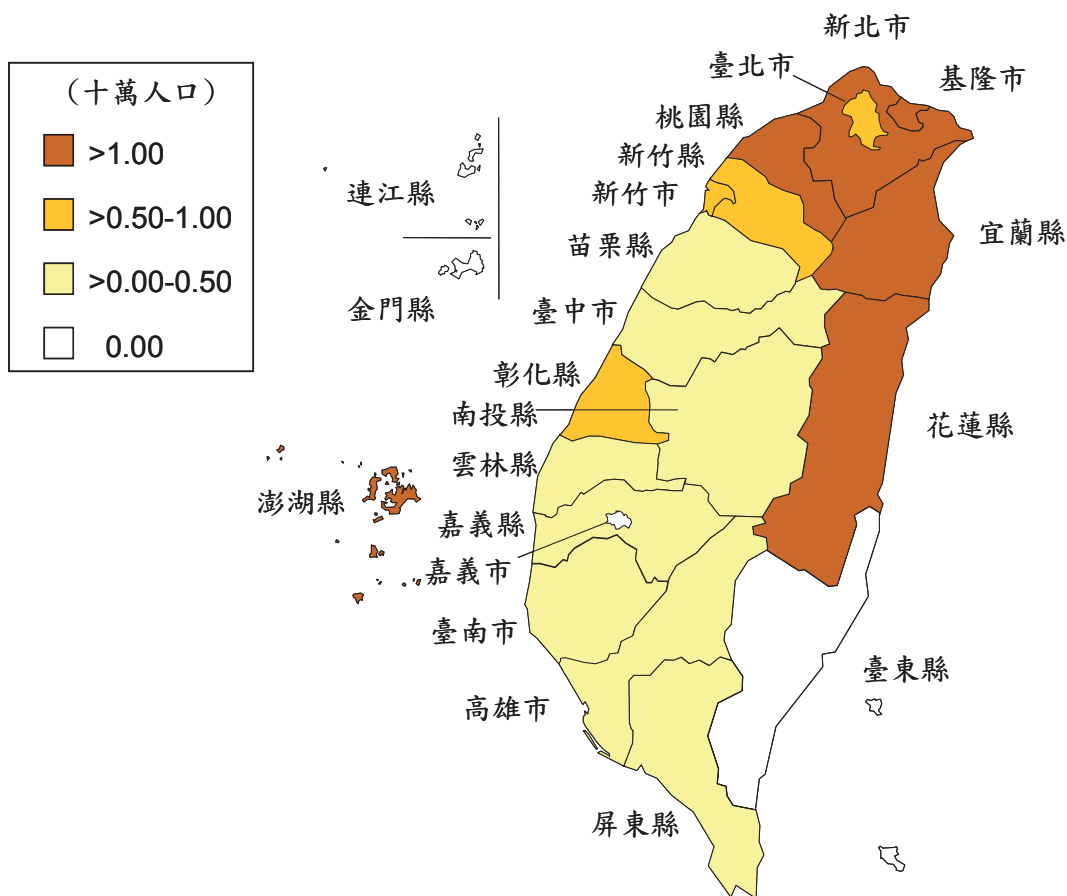 （十萬人口）
>1.00
>0.50-1.00
>0.00-0.50
0.00
新北市
臺北市
基隆市
桃園縣
新竹縣
新竹市
連江縣
宜蘭縣
苗栗縣
金門縣
臺中市
彰化縣
南投縣
花蓮縣
雲林縣
澎湖縣
嘉義縣
嘉義市
臺南市
臺東縣
高雄市
屏東縣